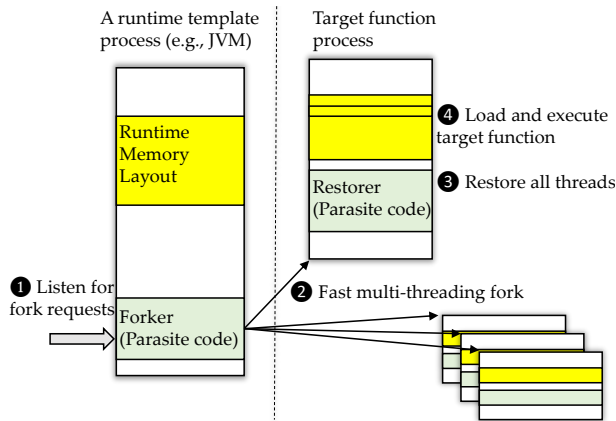 A runtime template
process (e.g., JVM)
Target function
process
Runtime
Memory
Layout
❹ Load and execute
target function
❸ Restore all threads
Restorer
(Parasite code)
❶ Listen for
fork requests
❷ Fast multi-threading fork
Forker
(Parasite code)